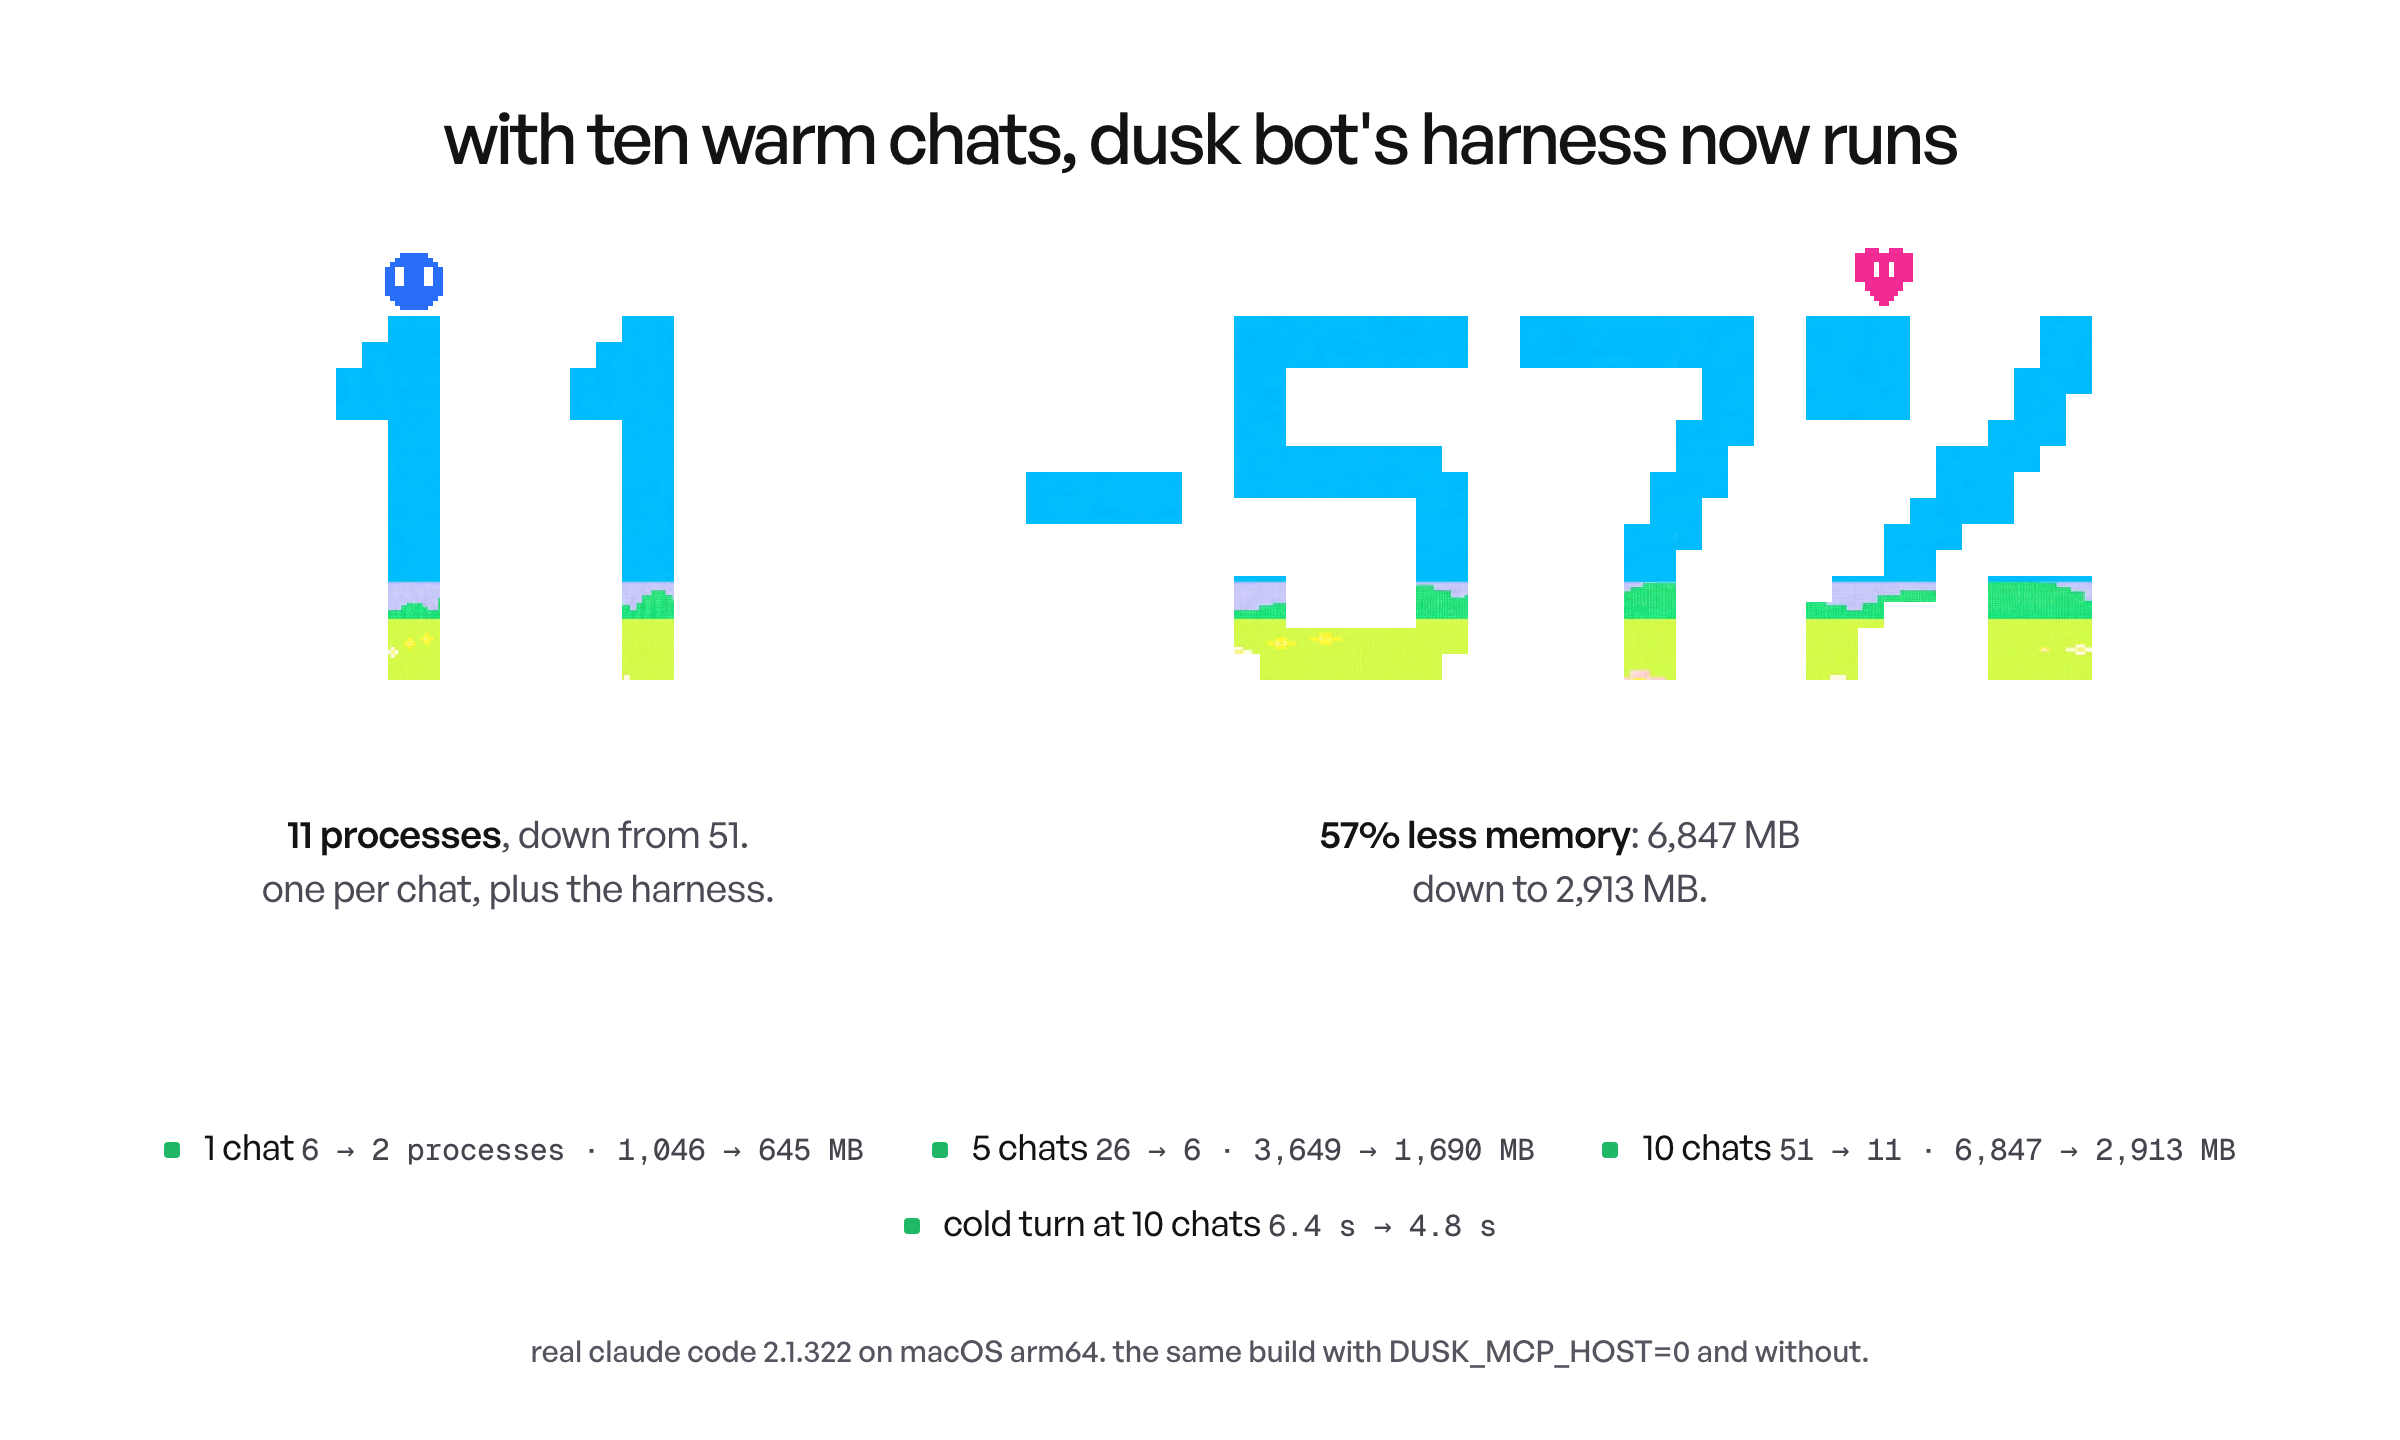 with ten warm chats, dusk bot's harness now runs
11 -57%
11 processes, down from 51.
one per chat, plus the harness.
57% less memory: 6,847 MB
down to 2,913 MB.
1 chat 6 → 2 processes · 1,046 → 645 MB
5 chats 26 → 6 · 3,649 → 1,690 MB
10 chats 51 → 11 · 6,847 → 2,913 MB
cold turn at 10 chats 6.4 s → 4.8 s
real claude code 2.1.322 on macOS arm64. the same build with DUSK_MCP_HOST=0 and without.